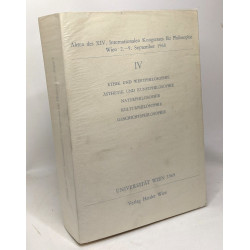 Akten des XIV. Internationalen Kongresses für Philosophie
Wien: 2.–9. September 1968
IV
ETHIK UND WERTPHILOSOPHIE
ÄSTHETIK UND KUNSTPHILOSOPHIE
NATURPHILOSOPHIE
KULTURPHILOSOPHIE
GESCHICHTSPHILOSOPHIE
UNIVERSITÄT WIEN 1969
Verlag Herder Wien